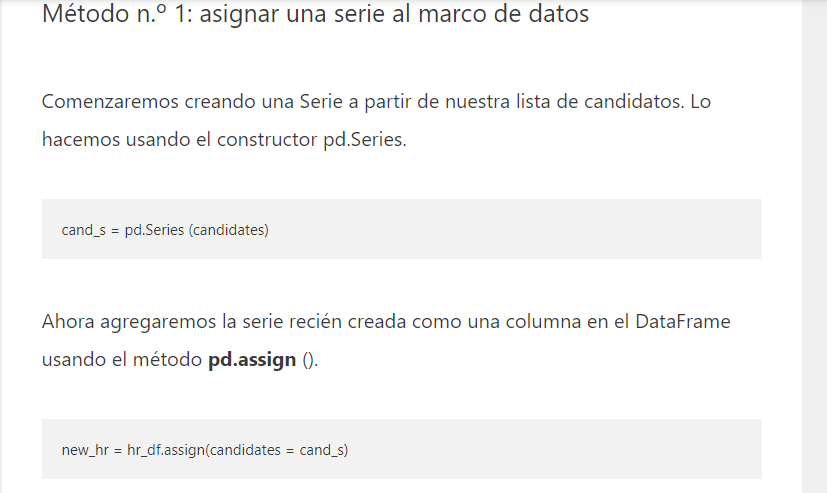 Método n.º 1: asignar una serie al marco de datos
Comenzaremos creando una Serie a partir de nuestra lista de candidatos. Lo
hacemos usando el constructor pd.Series.
cand_s = pd.Series (candidates)
Ahora agregaremos la serie recién creada como una columna en el DataFrame
usando el método pd.assign ().
new_hr = hr_df.assign(candidates = cand_s)